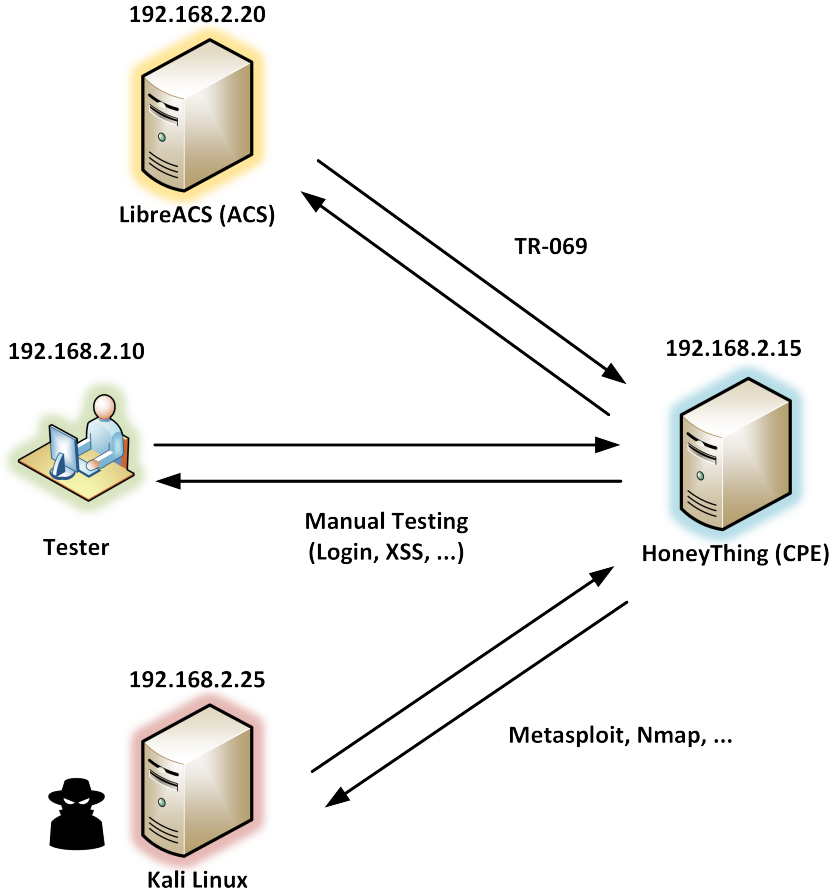 192.168.2.20
LibreACS (ACS)
TR-069
192.168.2.10
192.168.2.15
Manual Testing
(Login, XSS, ...)
Tester
HoneyThing (CPE)
192.168.2.25
Metasploit, Nmap, ...
Kali Linux